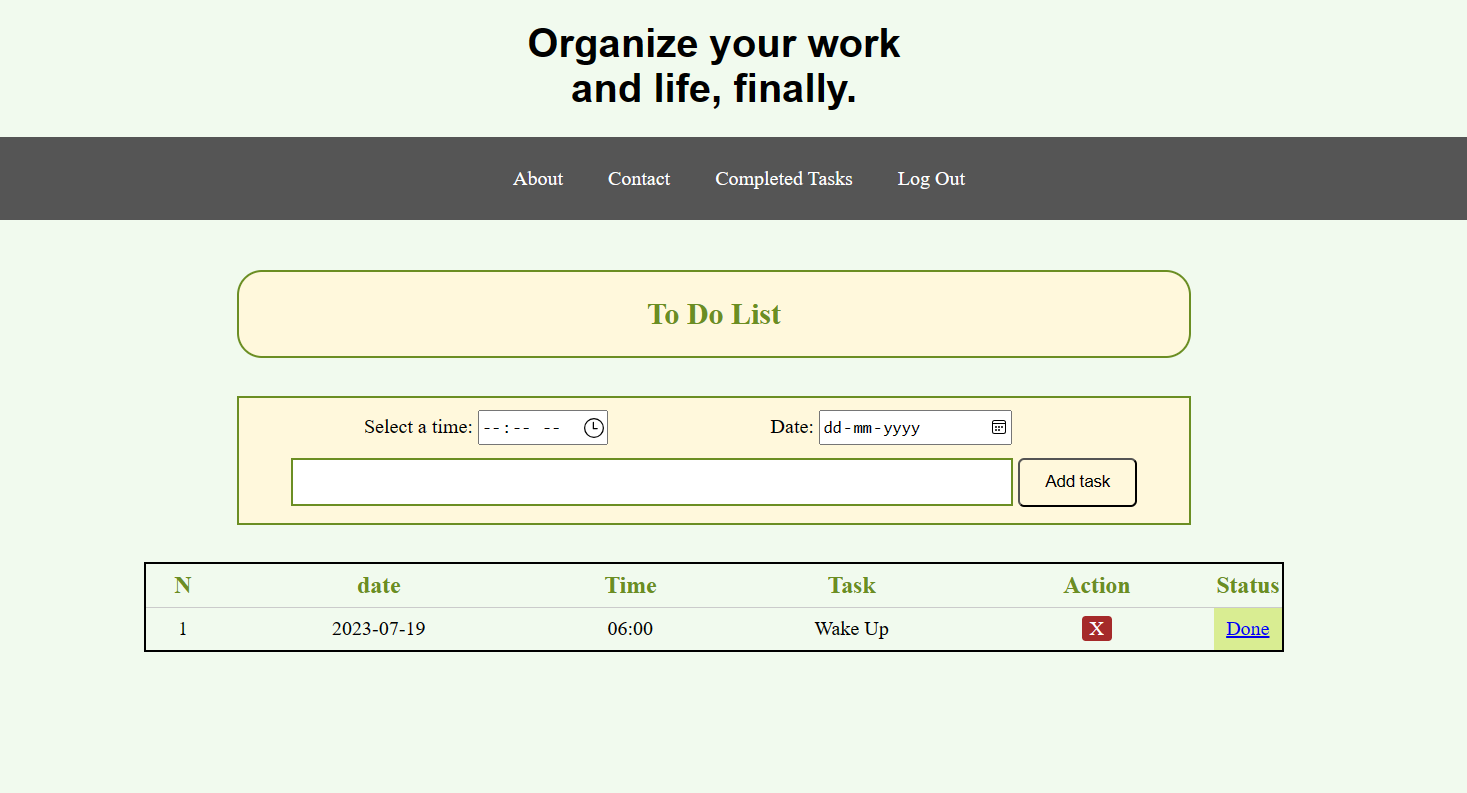 Organize your work
and life, finally.
About Contact Completed Tasks Log Out
To Do List
Select a time: --:-- -- Date: dd-mm-yyyy
Add task
N date Time Task Action Status
1 2023-07-19 06:00 Wake Up X Done